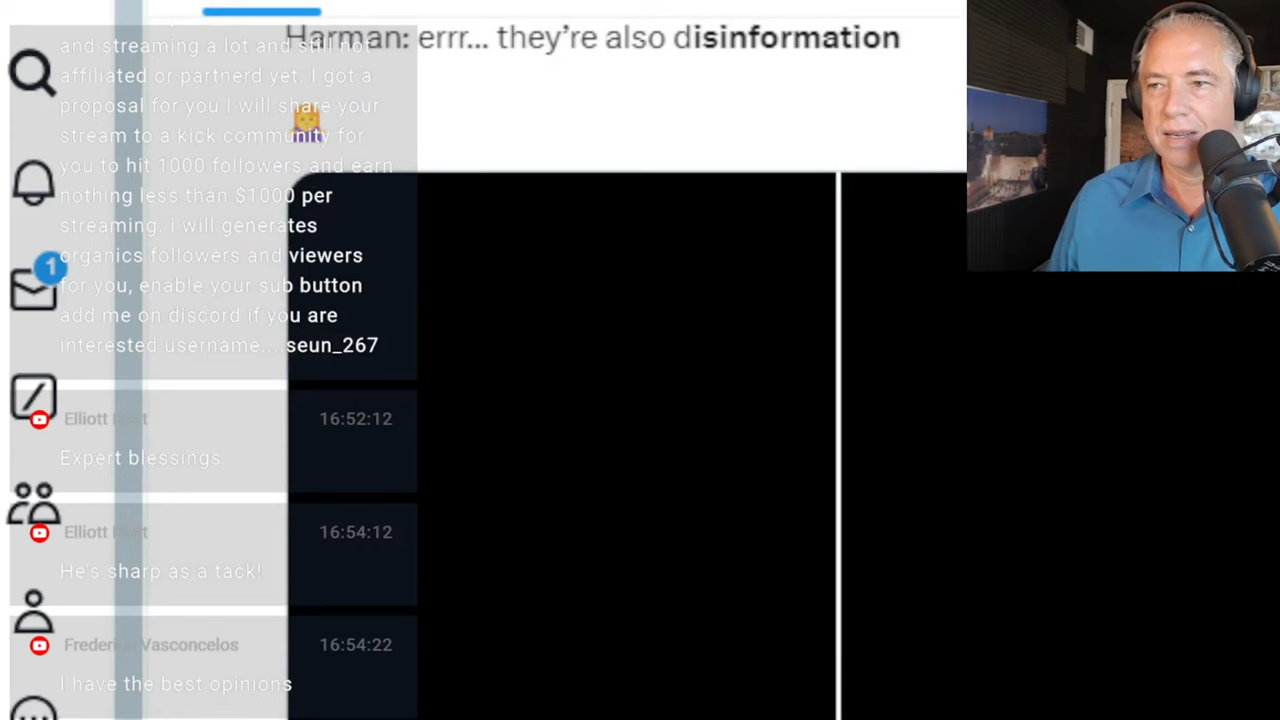 Harman: errr... they're also disinformation
and streaming a lot and still not
affiliated or partnerd yet. I got a
proposal for you I will share your
stream to a kick community for
you to hit 1000 followers and earn
nothing less than $1000 per
streaming. i will generates
organics followers and viewers
for you, enable your sub button
add me on discord if you are
interested username....seun_267
1
Elliott 16:52:12
Expert blessings
Elliott 16:54:12
He's sharp as a tack!
Vasconcelos 16:54:22
I have the best opinions